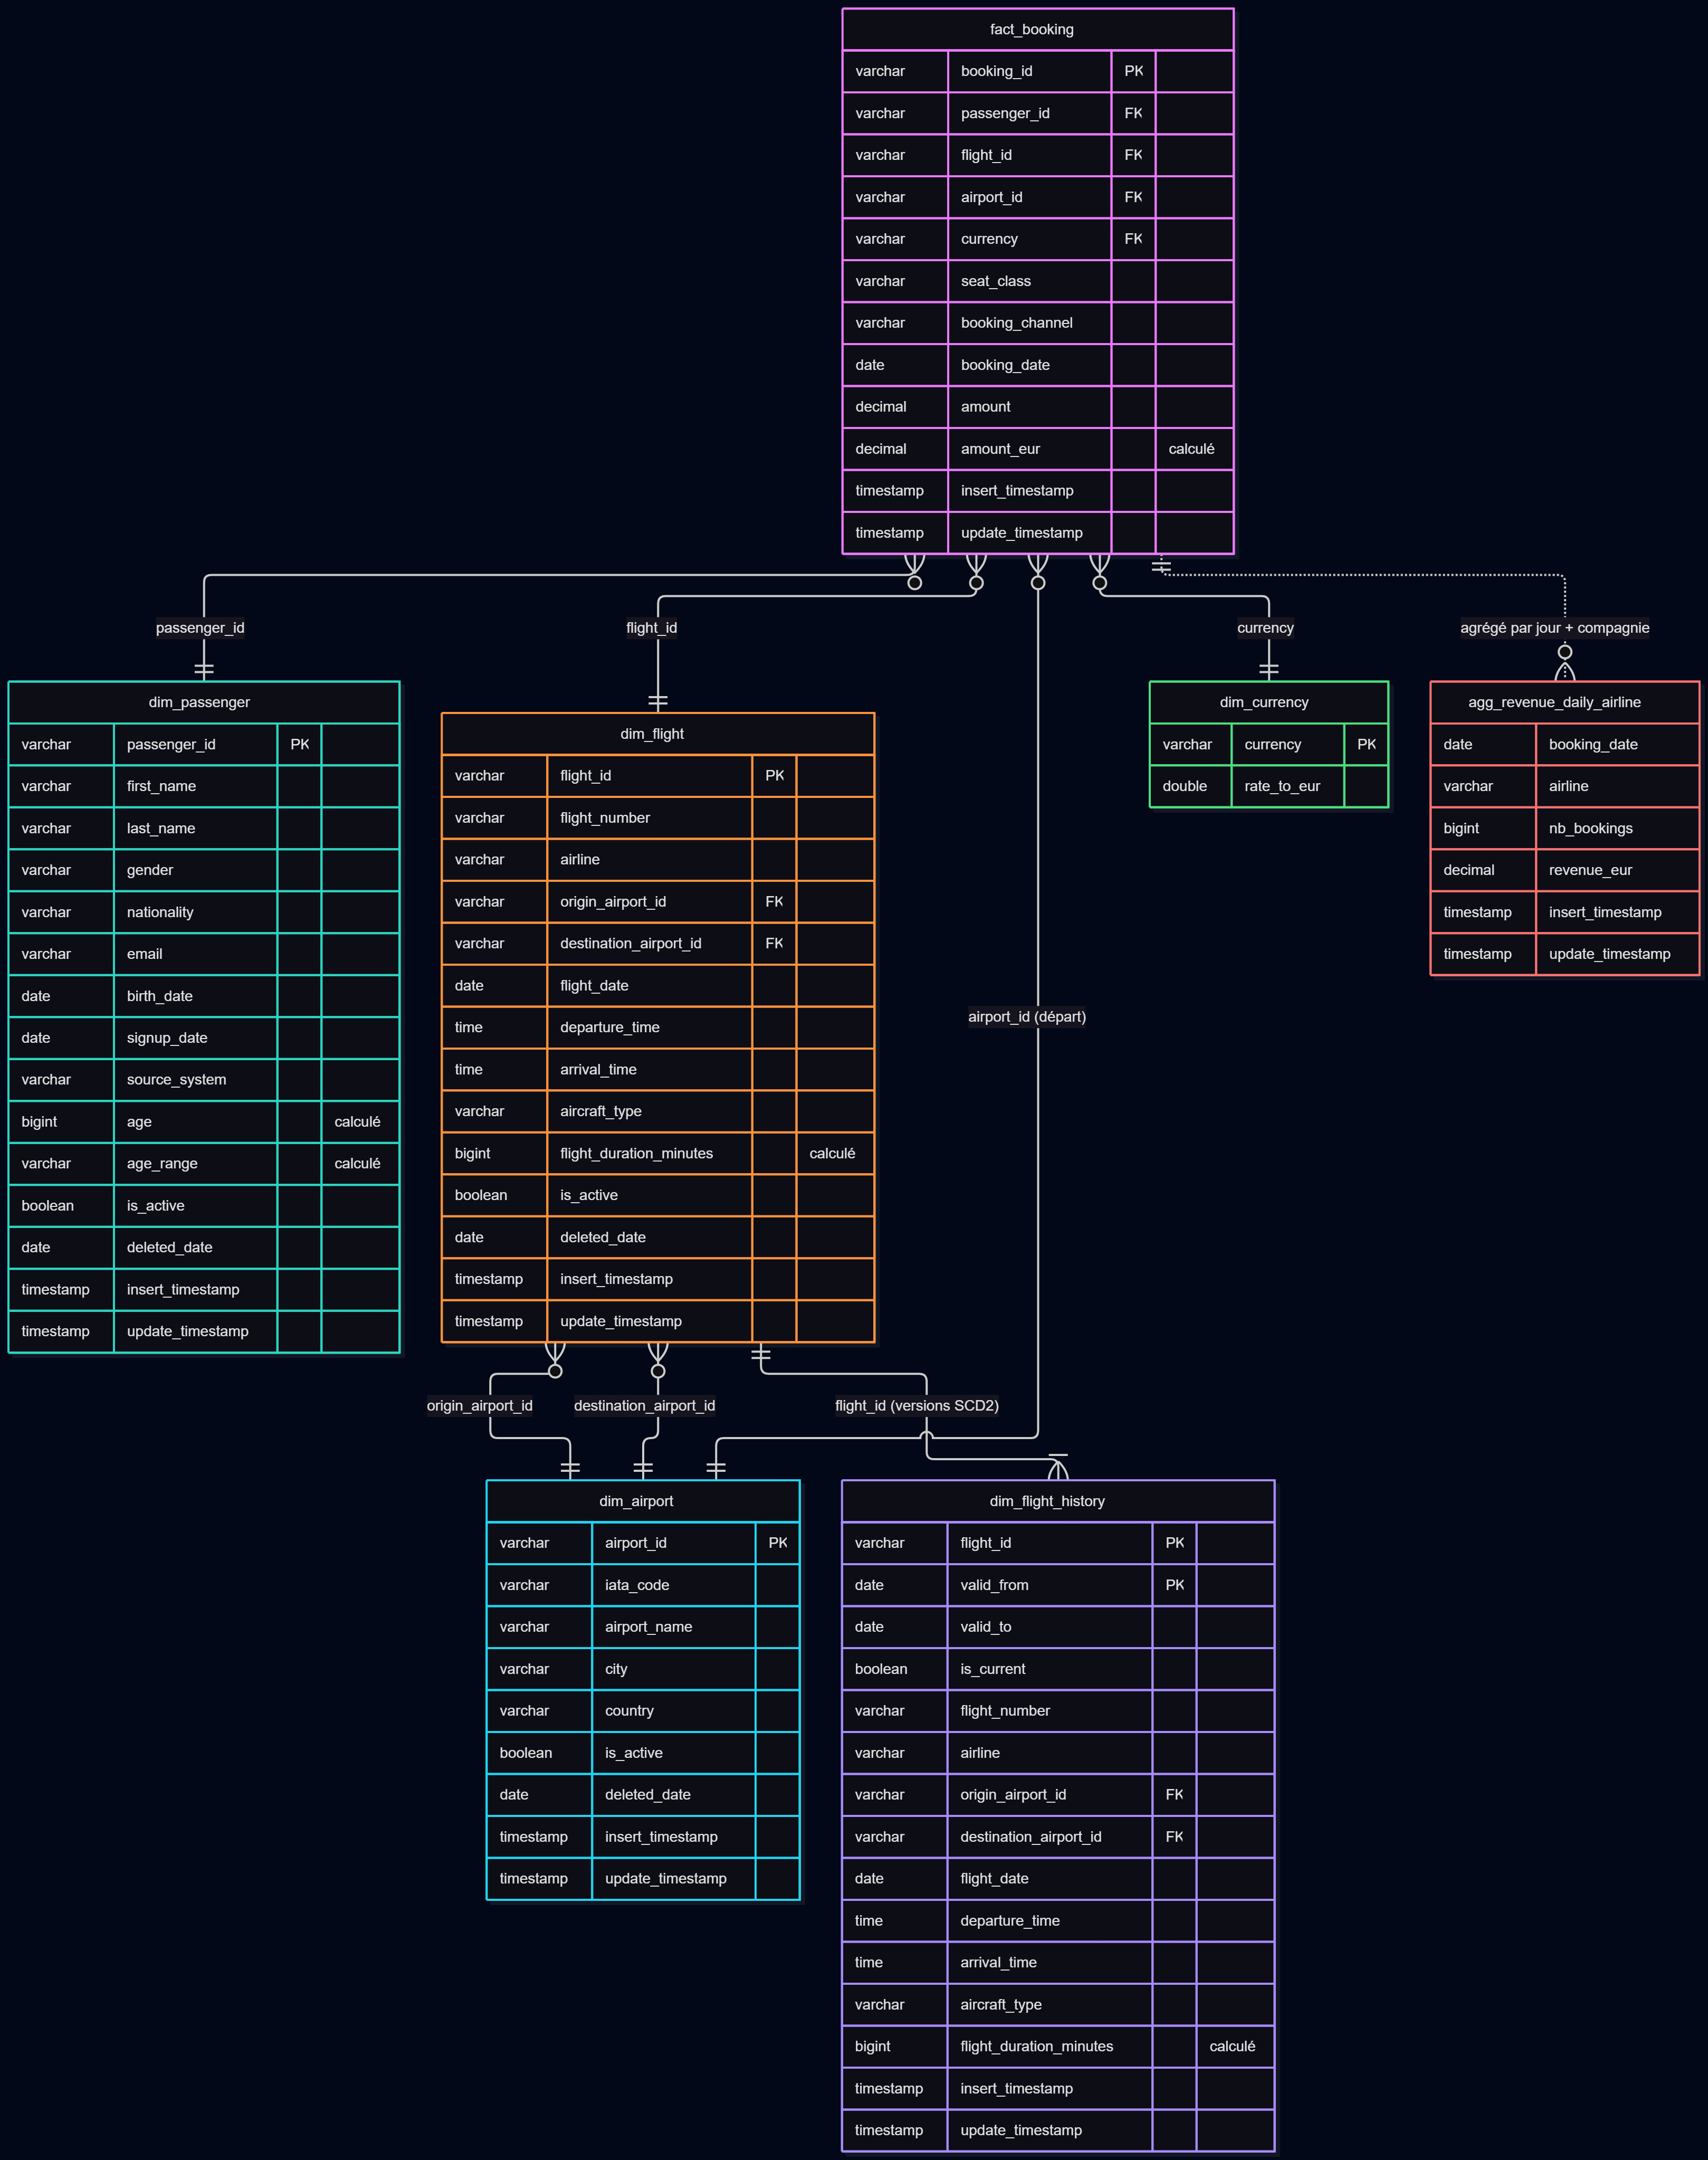 fact_booking
varchar booking_id PK
varchar passenger_id FK
varchar flight_id FK
varchar airport_id FK
varchar currency FK
varchar seat_class
varchar booking_channel
date booking_date
decimal amount
decimal amount_eur calculé
timestamp insert_timestamp
timestamp update_timestamp
passenger_id
flight_id
currency
agrégé par jour + compagnie
dim_passenger
varchar passenger_id PK
varchar first_name
varchar last_name
varchar gender
varchar nationality
varchar email
date birth_date
date signup_date
varchar source_system
bigint age calculé
varchar age_range calculé
boolean is_active
date deleted_date
timestamp insert_timestamp
timestamp update_timestamp
dim_flight
varchar flight_id PK
varchar flight_number
varchar airline
varchar origin_airport_id FK
varchar destination_airport_id FK
date flight_date
time departure_time
time arrival_time
varchar aircraft_type
bigint flight_duration_minutes calculé
boolean is_active
date deleted_date
timestamp insert_timestamp
timestamp update_timestamp
dim_currency
varchar currency PK
double rate_to_eur
agg_revenue_daily_airline
date booking_date
varchar airline
bigint nb_bookings
decimal revenue_eur
timestamp insert_timestamp
timestamp update_timestamp
airport_id (départ)
origin_airport_id
destination_airport_id
flight_id (versions SCD2)
dim_airport
varchar airport_id PK
varchar iata_code
varchar airport_name
varchar city
varchar country
boolean is_active
date deleted_date
timestamp insert_timestamp
timestamp update_timestamp
dim_flight_history
varchar flight_id PK
date valid_from PK
date valid_to
boolean is_current
varchar flight_number
varchar airline
varchar origin_airport_id FK
varchar destination_airport_id FK
date flight_date
time departure_time
time arrival_time
varchar aircraft_type
bigint flight_duration_minutes calculé
timestamp insert_timestamp
timestamp update_timestamp